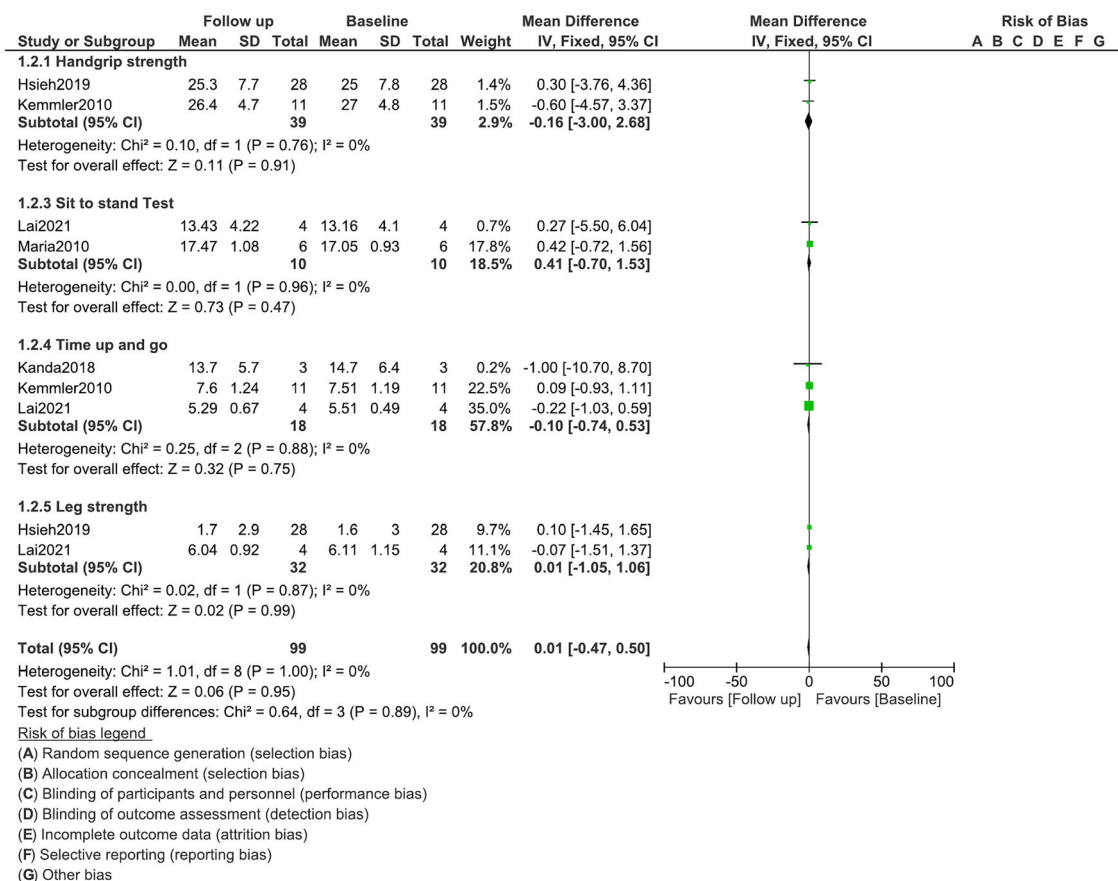 Follow up Baseline Mean Difference Mean Difference Risk of Bias
Study or Subgroup Mean SD Total Mean SD Total Weight IV, Fixed, 95% CI IV, Fixed, 95% CI A B C D E F G
1.2.1 Handgrip strength
Hsieh2019 25.3 7.7 28 25 7.8 28 1.4% 0.30 [-3.76, 4.36]
Kemmler2010 26.4 4.7 11 27 4.8 11 1.5% -0.60 [-4.57, 3.37]
Subtotal (95% CI) 39 39 2.9% -0.16 [-3.00, 2.68]
Heterogeneity: Chi² = 0.10, df = 1 (P = 0.76); I² = 0%
Test for overall effect: Z = 0.11 (P = 0.91)
1.2.3 Sit to stand Test
Lai2021 13.43 4.22 4 13.16 4.1 4 0.7% 0.27 [-5.50, 6.04]
Maria2010 17.47 1.08 6 17.05 0.93 6 17.8% 0.42 [-0.72, 1.56]
Subtotal (95% CI) 10 10 18.5% 0.41 [-0.70, 1.53]
Heterogeneity: Chi² = 0.00, df = 1 (P = 0.96); I² = 0%
Test for overall effect: Z = 0.73 (P = 0.47)
1.2.4 Time up and go
Kanda2018 13.7 5.7 3 14.7 6.4 3 0.2% -1.00 [-10.70, 8.70]
Kemmler2010 7.6 1.24 11 7.51 1.19 11 22.5% 0.09 [-0.93, 1.11]
Lai2021 5.29 0.67 4 5.51 0.49 4 35.0% -0.22 [-1.03, 0.59]
Subtotal (95% CI) 18 18 57.8% -0.10 [-0.74, 0.53]
Heterogeneity: Chi² = 0.25, df = 2 (P = 0.88); I² = 0%
Test for overall effect: Z = 0.32 (P = 0.75)
1.2.5 Leg strength
Hsieh2019 1.7 2.9 28 1.6 3 28 9.7% 0.10 [-1.45, 1.65]
Lai2021 6.04 0.92 4 6.11 1.15 4 11.1% -0.07 [-1.51, 1.37]
Subtotal (95% CI) 32 32 20.8% 0.01 [-1.05, 1.06]
Heterogeneity: Chi² = 0.02, df = 1 (P = 0.87); I² = 0%
Test for overall effect: Z = 0.02 (P = 0.99)
Total (95% CI) 99 99 100.0% 0.01 [-0.47, 0.50]
Heterogeneity: Chi² = 1.01, df = 8 (P = 1.00); I² = 0%
-100 -50 0 50 100
Test for overall effect: Z = 0.06 (P = 0.95)
Favours [Follow up] Favours [Baseline]
Test for subgroup differences: Chi² = 0.64, df = 3 (P = 0.89), I² = 0%
Risk of bias legend
(A) Random sequence generation (selection bias)
(B) Allocation concealment (selection bias)
(C) Blinding of participants and personnel (performance bias)
(D) Blinding of outcome assessment (detection bias)
(E) Incomplete outcome data (attrition bias)
(F) Selective reporting (reporting bias)
(G) Other bias